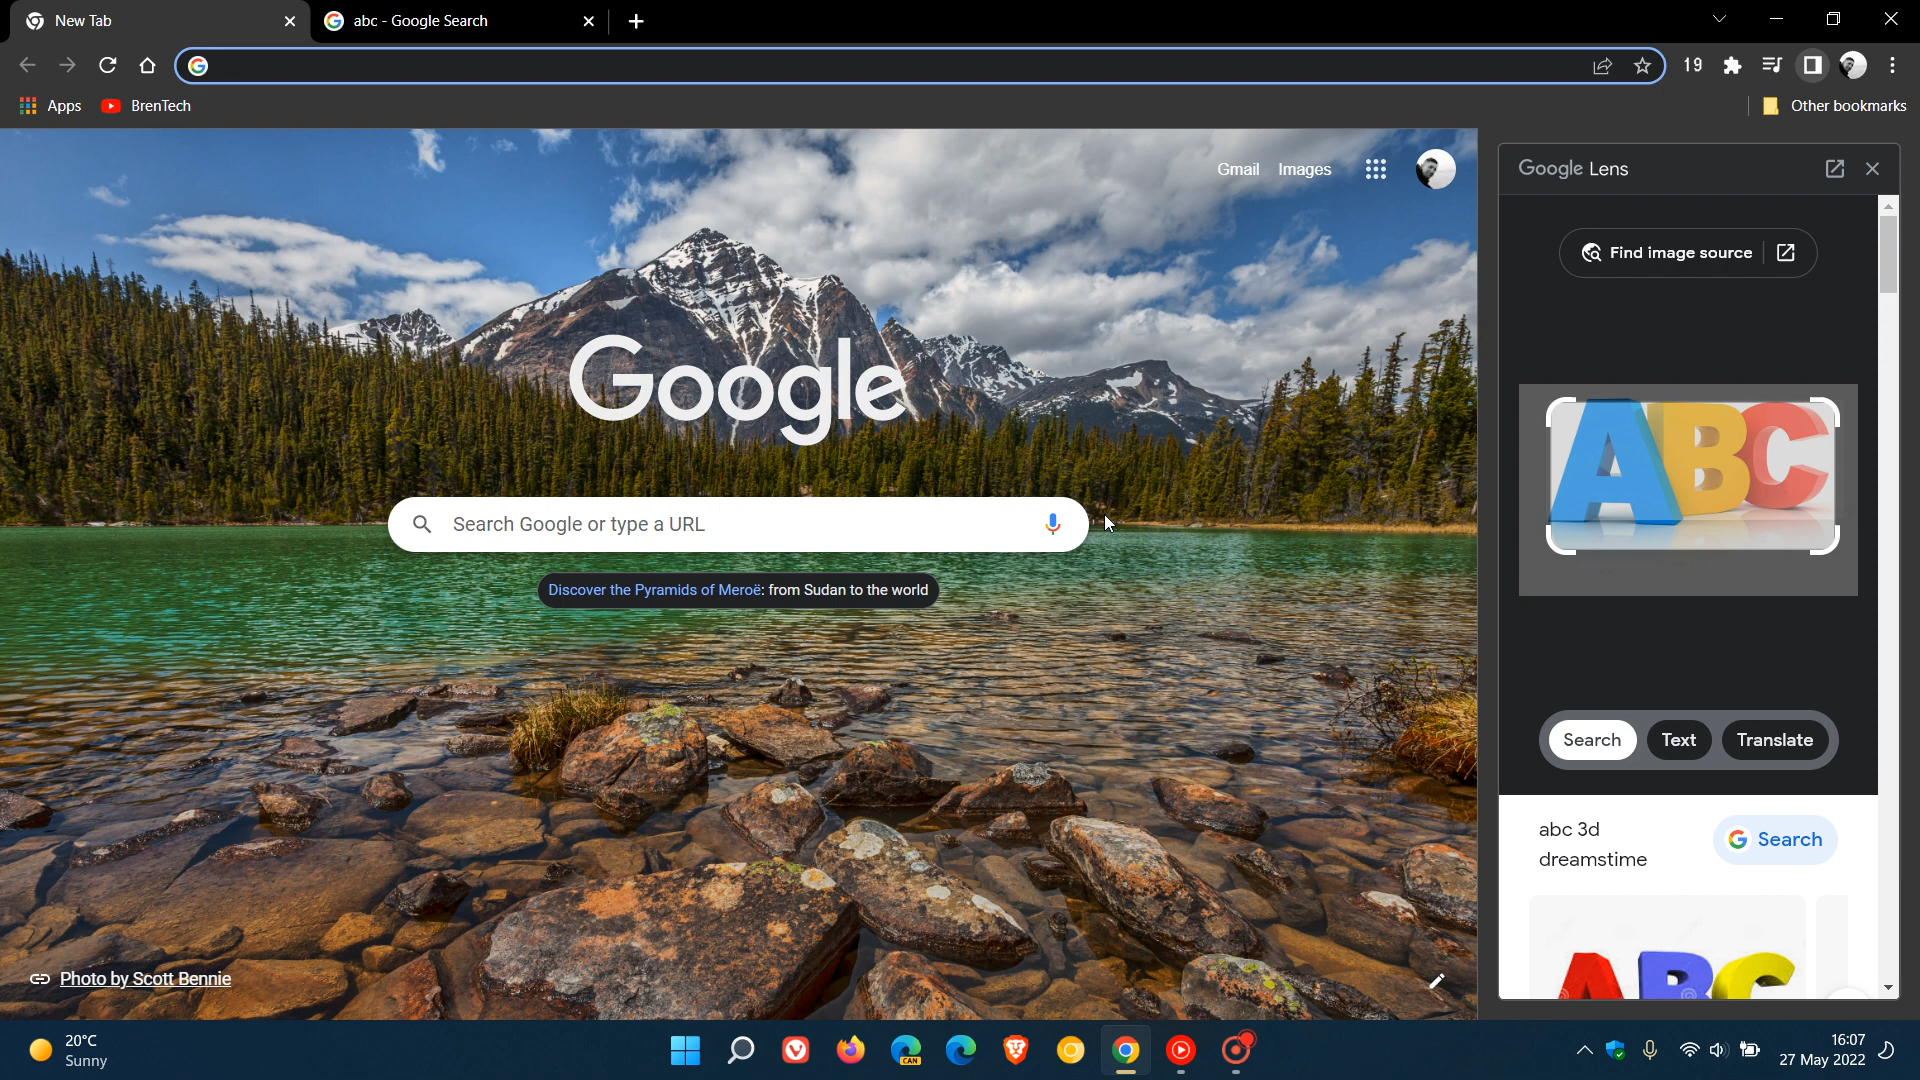 New Tab
abc - Google Search
19
Apps
BrenTech
Other bookmarks
Gmail
Images
Google
Search Google or type a URL
Discover the Pyramids of Meroë: from Sudan to the world
Photo by Scott Bennie
Google Lens
Find image source
ABC
Search
Text
Translate
abc 3d
dreamstime
Search
ABC
20°C
Sunny
CAN
16:07
27 May 2022